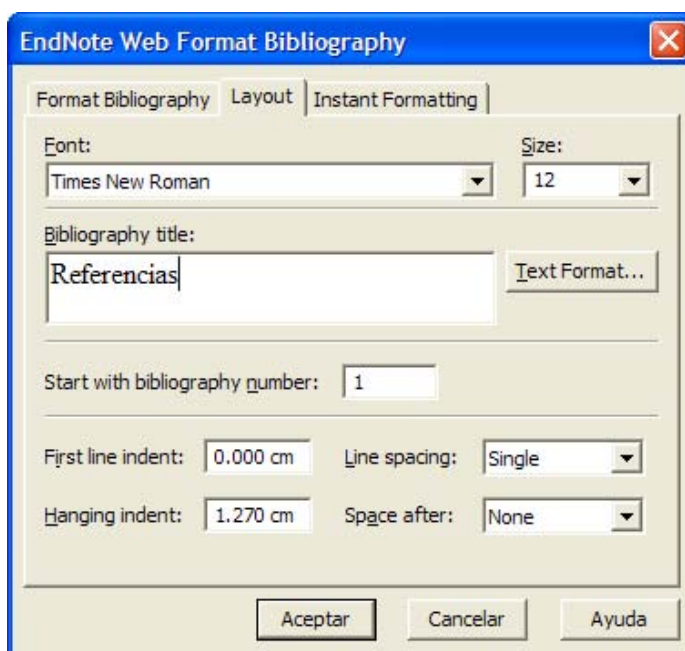 EndNote Web Format Bibliography
Format Bibliography Layout Instant Formatting
Font: Size:
Times New Roman 12
Bibliography title:
Referencias Text Format...
Start with bibliography number: 1
First line indent: 0.000 cm Line spacing: Single
Hanging indent: 1.270 cm Space after: None
Aceptar Cancelar Ayuda